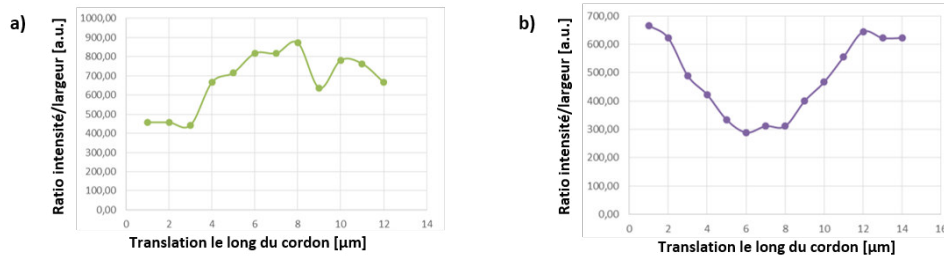 a)
Ratio intensité/largeur [a.u.]
1000,00
900,00
800,00
700,00
600,00
500,00
400,00
300,00
200,00
100,00
0,00
0 2 4 6 8 10 12 14
Translation le long du cordon [µm]
b)
Ratio intensité/largeur [a.u.]
700,00
600,00
500,00
400,00
300,00
200,00
100,00
0,00
0 2 4 6 8 10 12 14 16
Translation le long du cordon [µm]